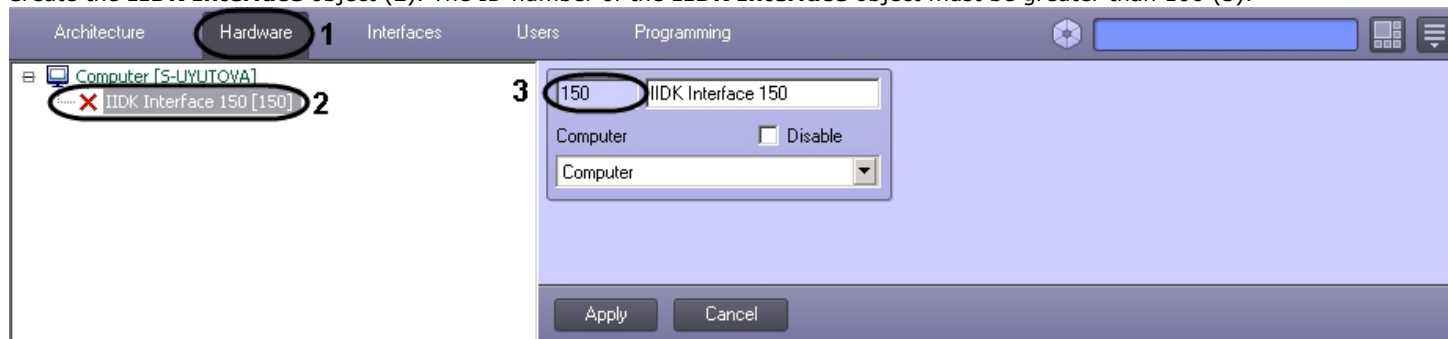 Create the IIDK Interface object (2). The ID number of the IIDK Interface object must be greater than 100 (3).
Architecture Hardware 1 Interfaces Users Programming
Computer [S-UYUTOVA]
IIDK Interface 150 [150] 2
3 150 IIDK Interface 150
Computer Disable
Computer
Apply Cancel